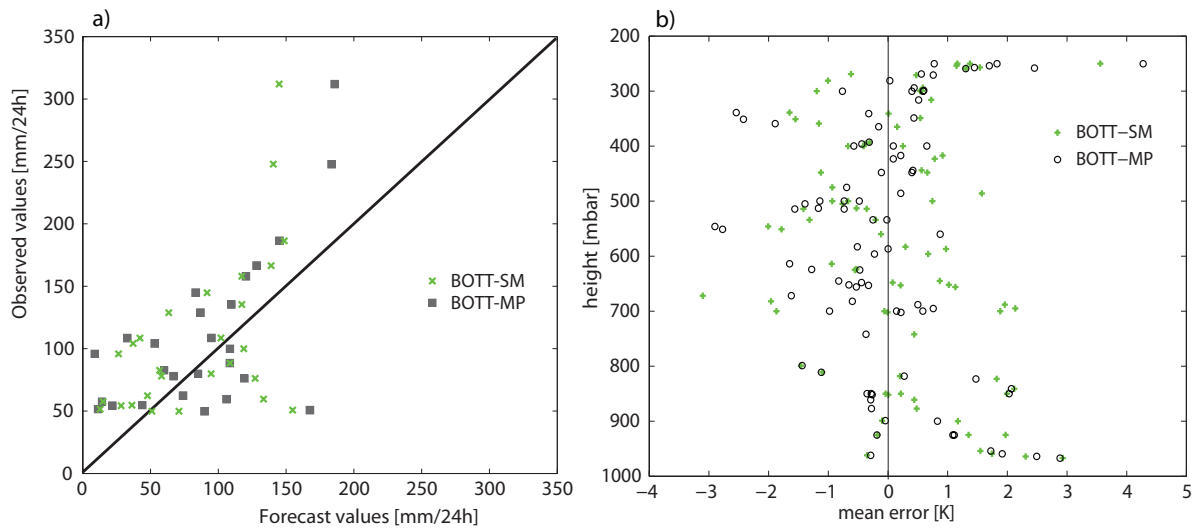 a)
350
300
250
200
150
100
50
0
0 50 100 150 200 250 300 350
Observed values [mm/24h]
Forecast values [mm/24h]
BOTT-SM
BOTT-MP
b)
200
300
400
500
600
700
800
900
1000
−4 −3 −2 −1 0 1 2 3 4 5
height [mbar]
mean error [K]
BOTT−SM
BOTT−MP